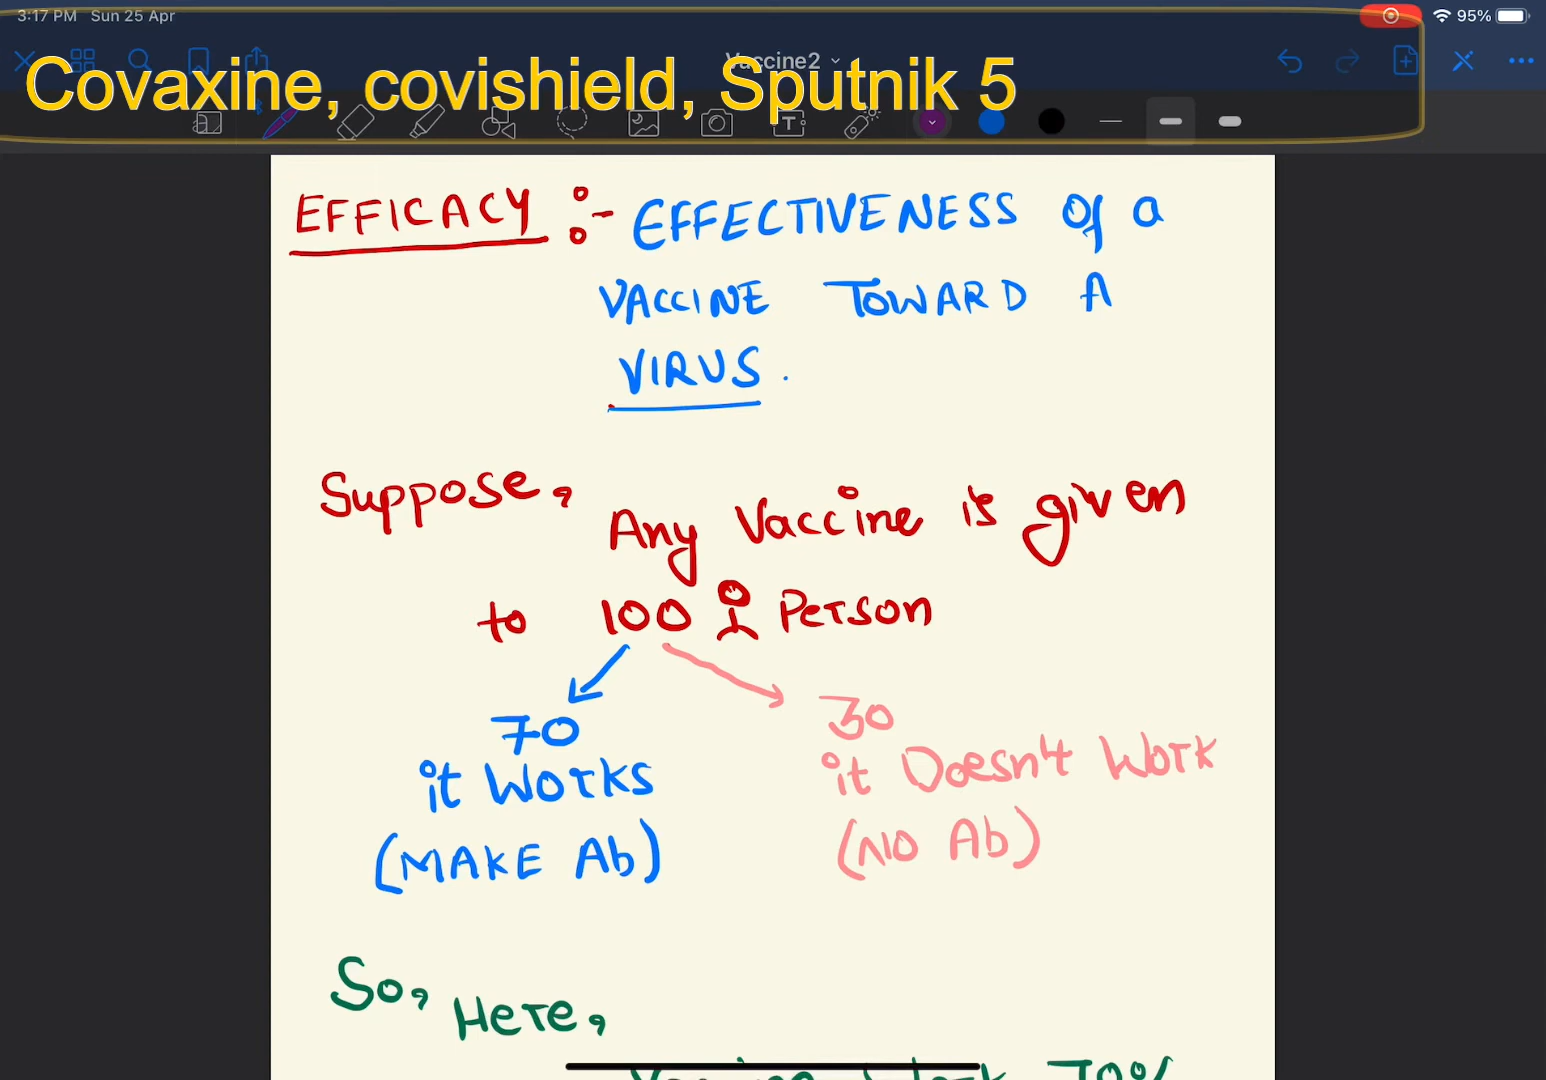 3:17 PM Sun 25 Apr
95%
Vaccine2
Covaxine, covishield, Sputnik 5
EFFICACY :- EFFECTIVENESS of a
VACCINE TOWARD A
VIRUS.
Suppose, Any Vaccine is given
to 100 Person
70
it WORKS
(MAKE Ab)
30
it Doesn't Work
(NO Ab)
So, Here,
70%